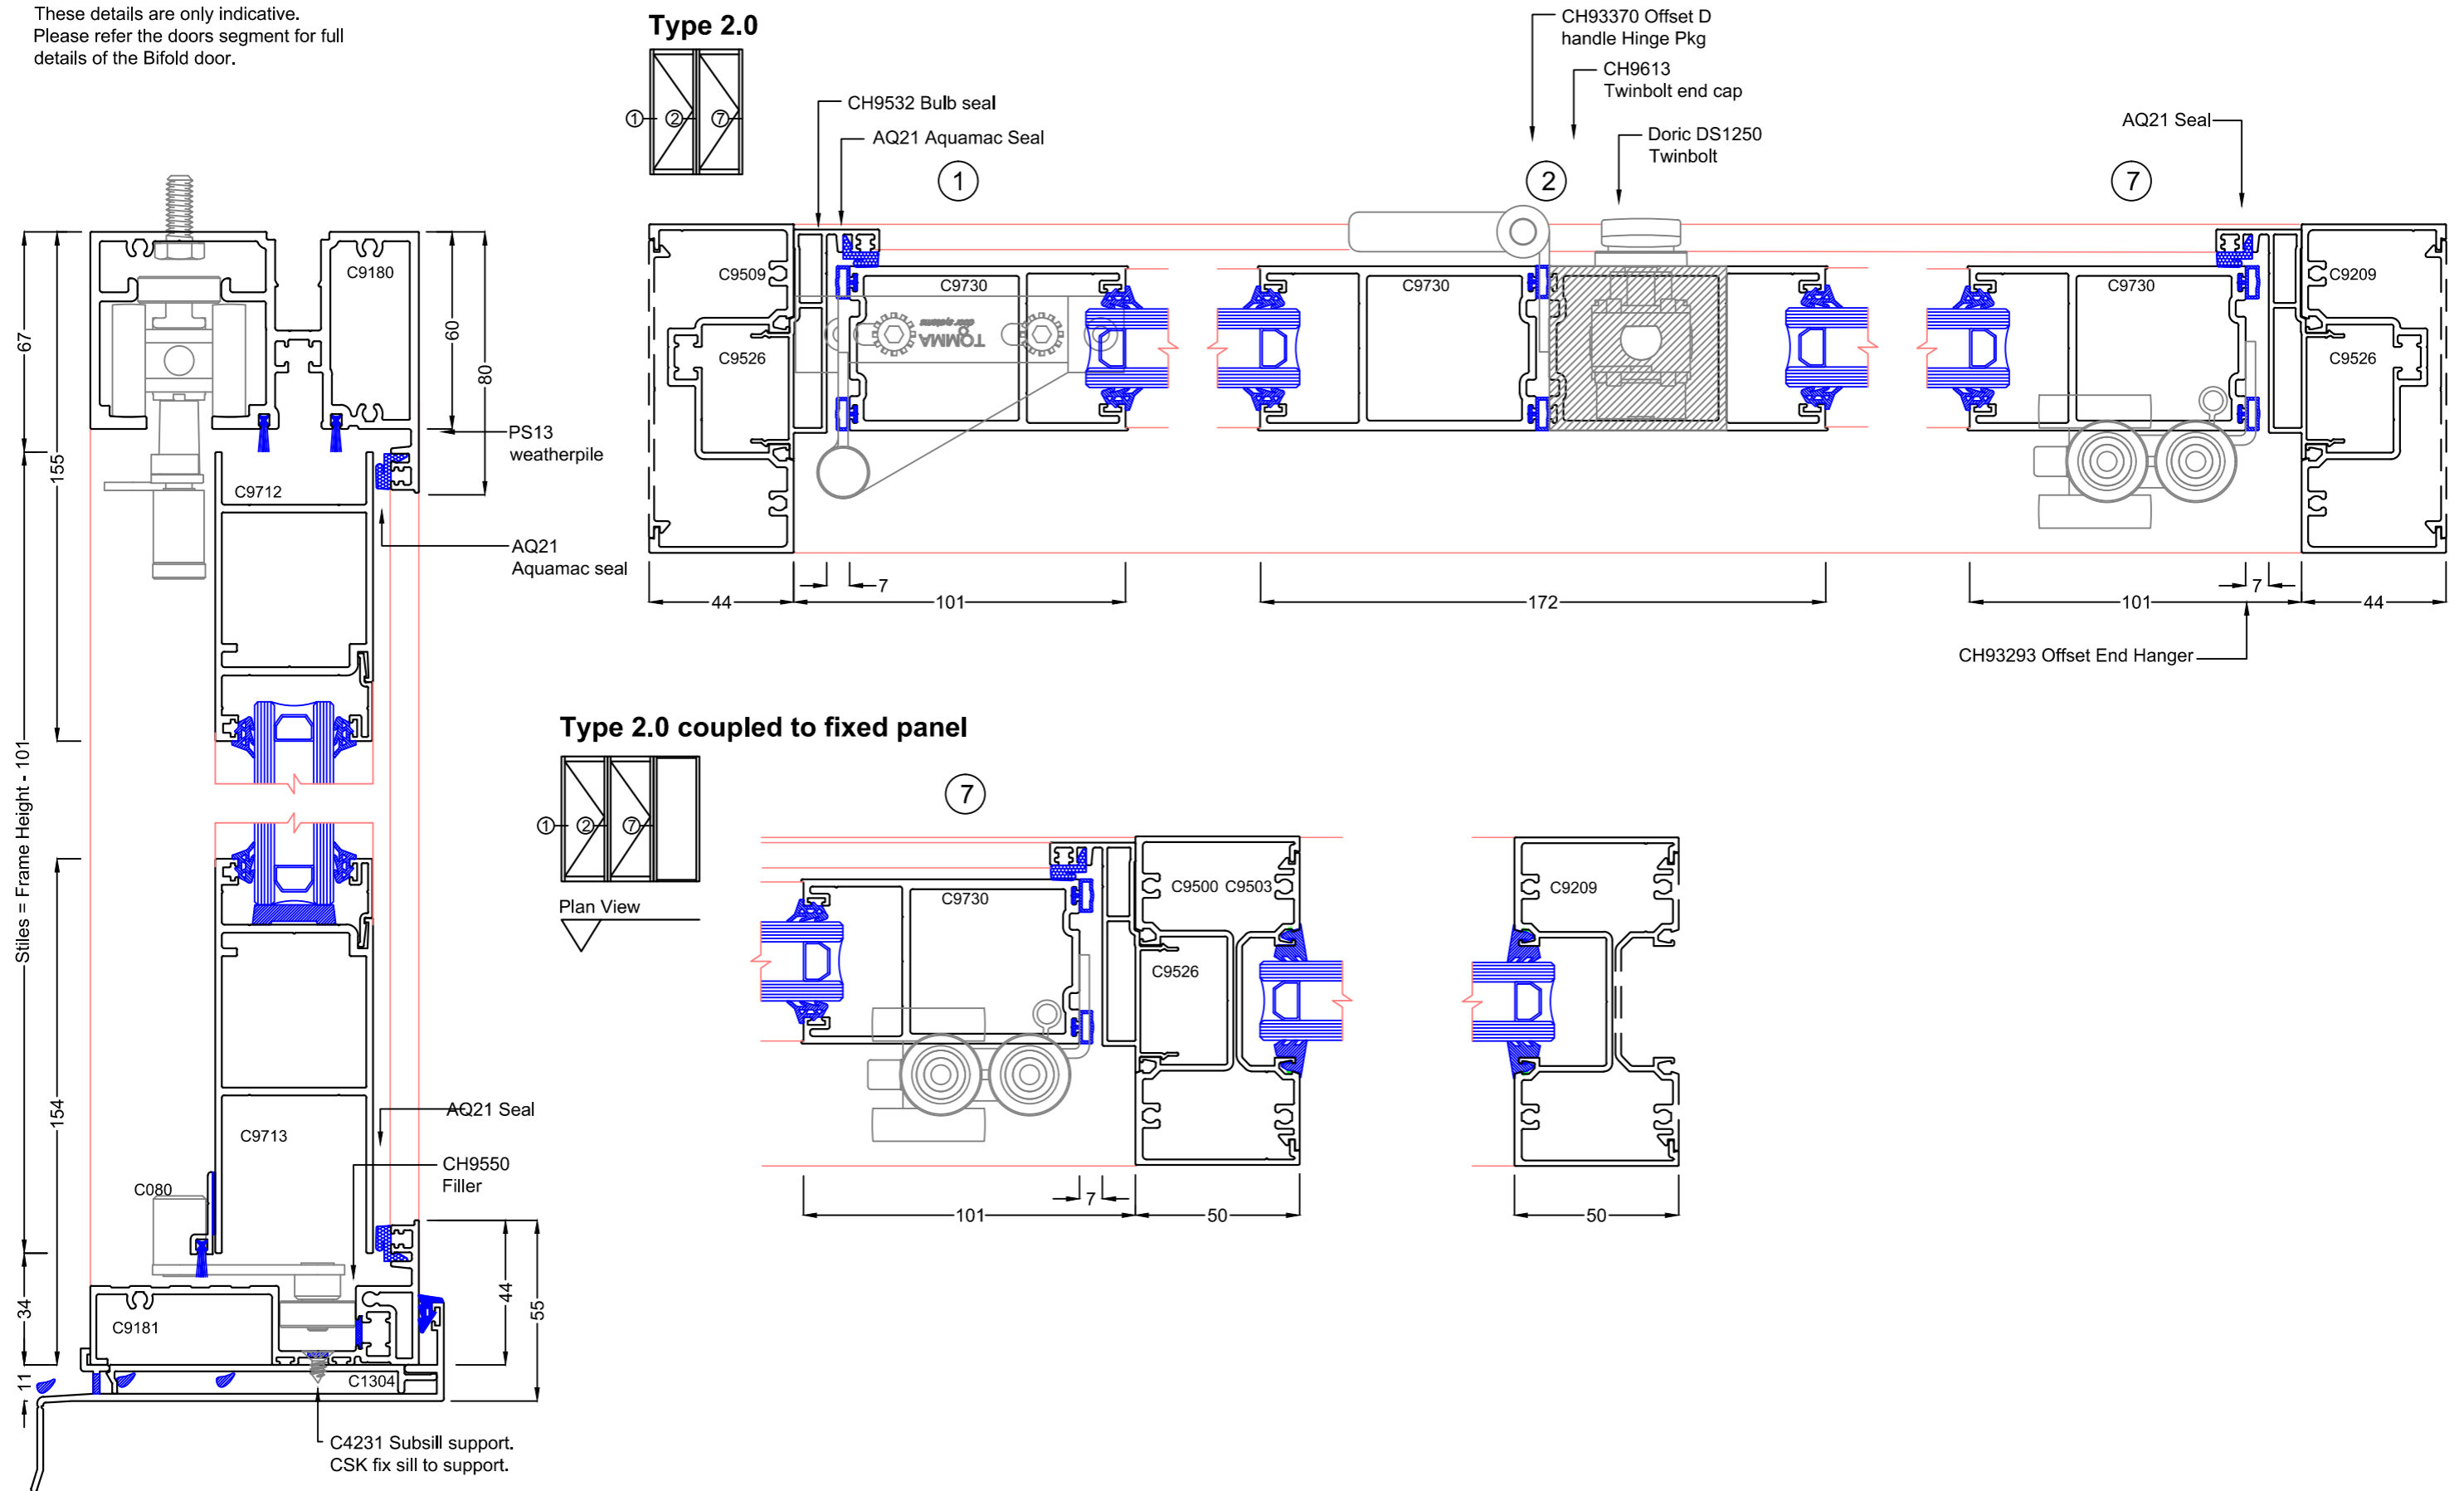 These details are only indicative.
Please refer the doors segment for full
details of the Bifold door.
Type 2.0
1
2
7
CH9532 Bulb seal
AQ21 Aquamac Seal
CH93370 Offset D
handle Hinge Pkg
CH9613
Twinbolt end cap
Doric DS1250
Twinbolt
AQ21 Seal
1
2
7
C9509
C9526
C9730
TOMMA
door systems
C9730
C9730
C9209
C9526
44
7
101
172
101
7
44
CH93293 Offset End Hanger
C9180
67
155
60
80
PS13
weatherpile
C9712
AQ21
Aquamac seal
Stiles = Frame Height - 101
154
AQ21 Seal
C9713
CH9550
Filler
C080
C9181
34
11
44
55
C1304
C4231 Subsill support.
CSK fix sill to support.
Type 2.0 coupled to fixed panel
1
2
7
Plan View
7
C9730
C9500 C9503
C9526
C9209
7
101
50
50